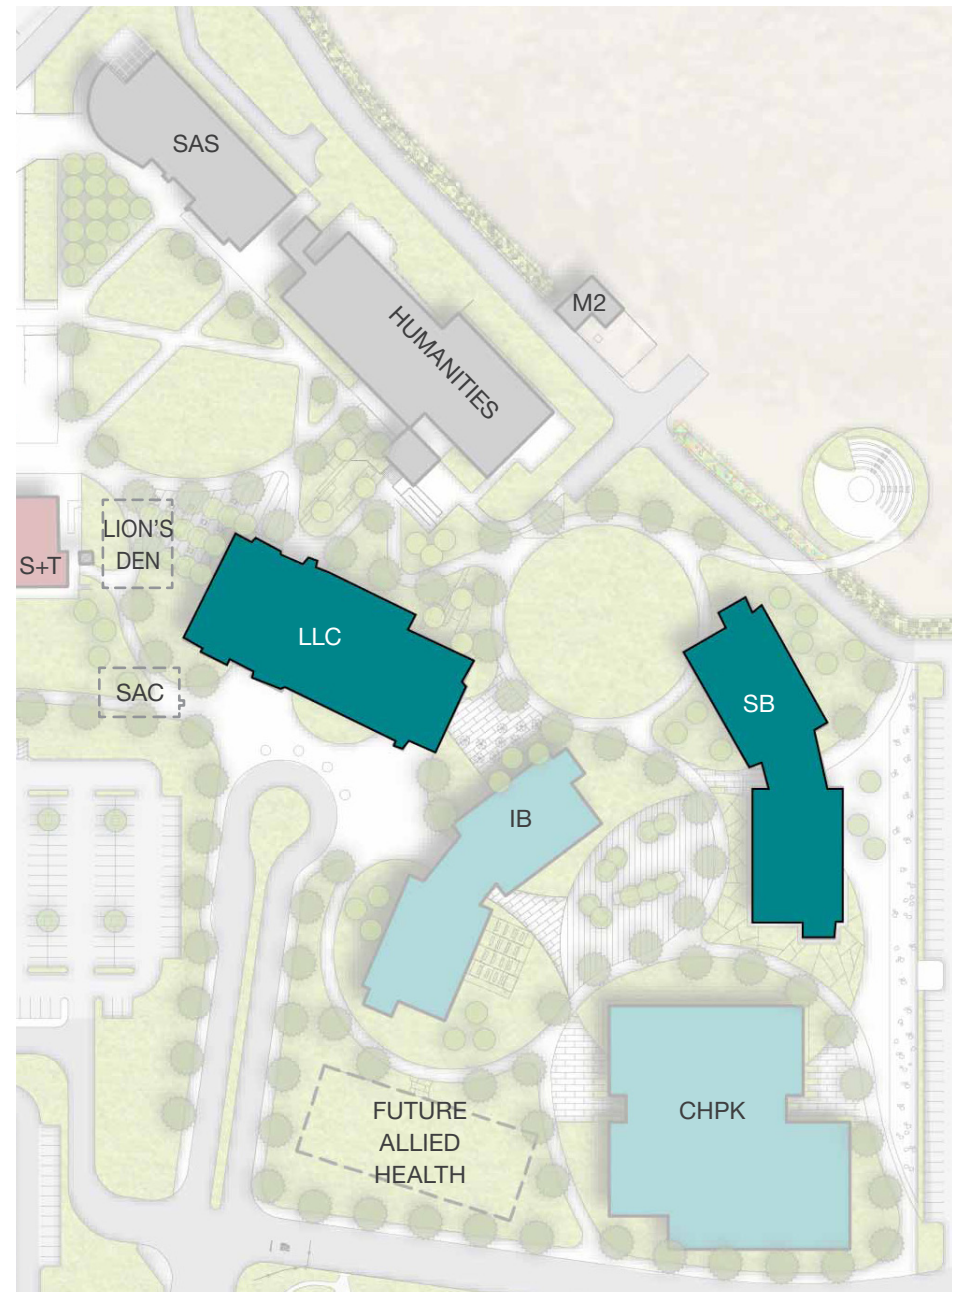 SAS
M2
HUMANITIES
LION'S
DEN
S+T
LLC
SAC
SB
IB
FUTURE
ALLIED
HEALTH
CHPK